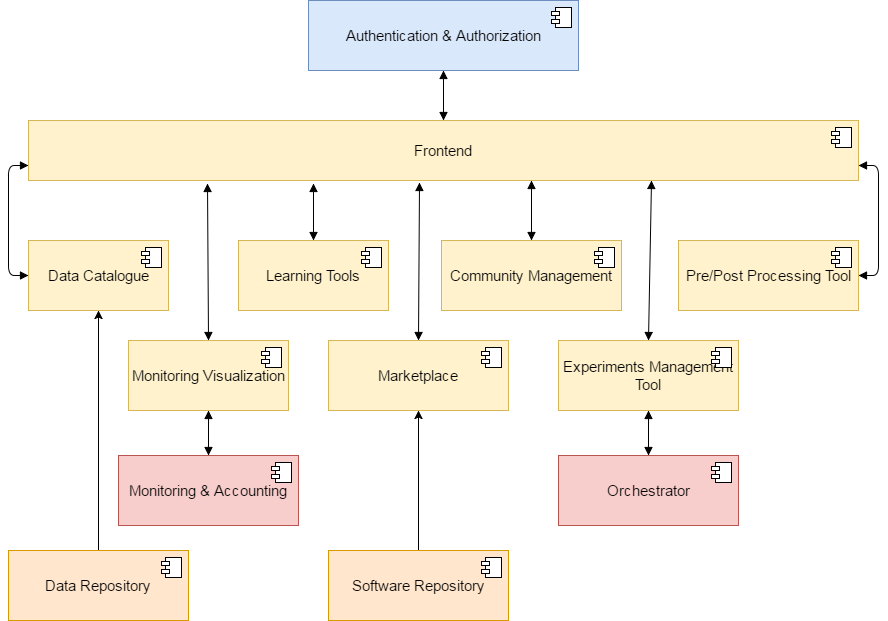 Authentication & Authorization
Frontend
Data Catalogue
Learning Tools
Community Management
Pre/Post Processing Tool
Monitoring Visualization
Marketplace
Experiments Management
Tool
Monitoring & Accounting
Orchestrator
Data Repository
Software Repository